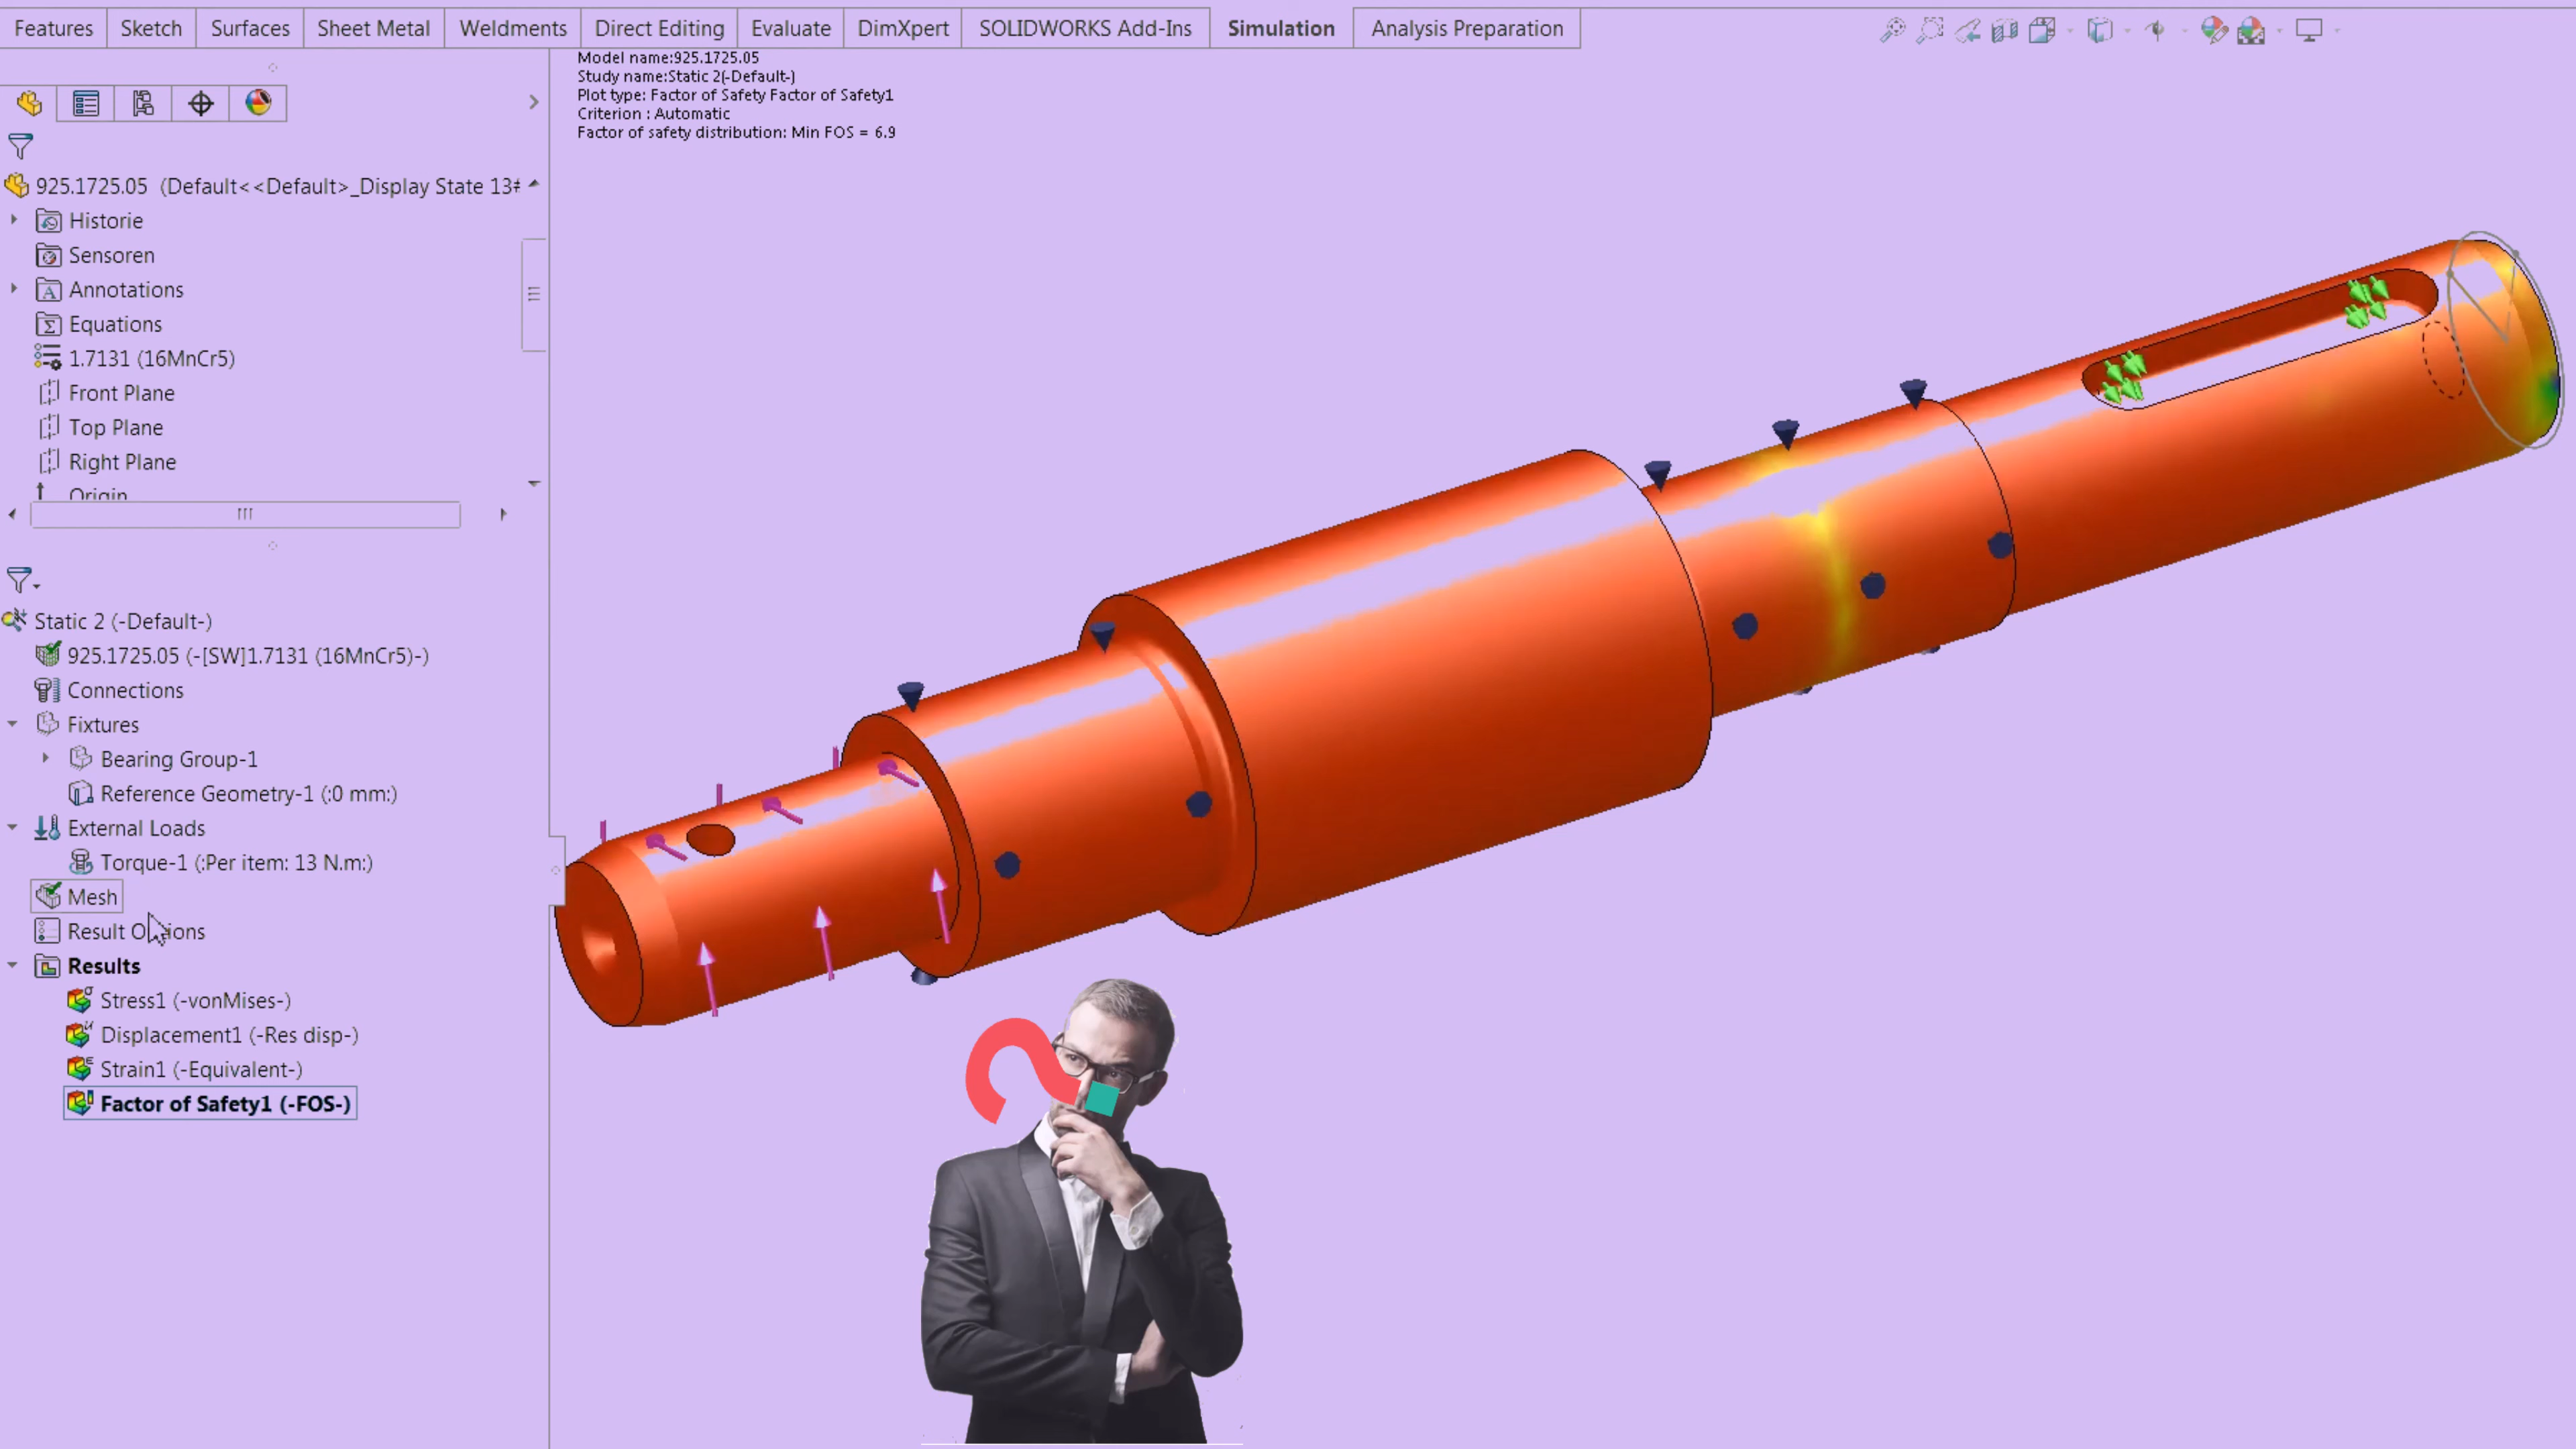 Features Sketch Surfaces Sheet Metal Weldments Direct Editing Evaluate DimXpert SOLIDWORKS Add-Ins Simulation Analysis Preparation
Model name:925.1725.05
Study name:Static 2(-Default-)
Plot type: Factor of Safety Factor of Safety1
Criterion : Automatic
Factor of safety distribution: Min FOS = 6.9
925.1725.05 (Default<<Default>_Display State 13#
Historie
Sensoren
Annotations
Equations
1.7131 (16MnCr5)
Front Plane
Top Plane
Right Plane
Origin
Static 2 (-Default-)
925.1725.05 (-[SW]1.7131 (16MnCr5)-)
Connections
Fixtures
Bearing Group-1
Reference Geometry-1 (:0 mm:)
External Loads
Torque-1 (:Per item: 13 N.m:)
Mesh
Result Options
Results
Stress1 (-vonMises-)
Displacement1 (-Res disp-)
Strain1 (-Equivalent-)
Factor of Safety1 (-FOS-)
?